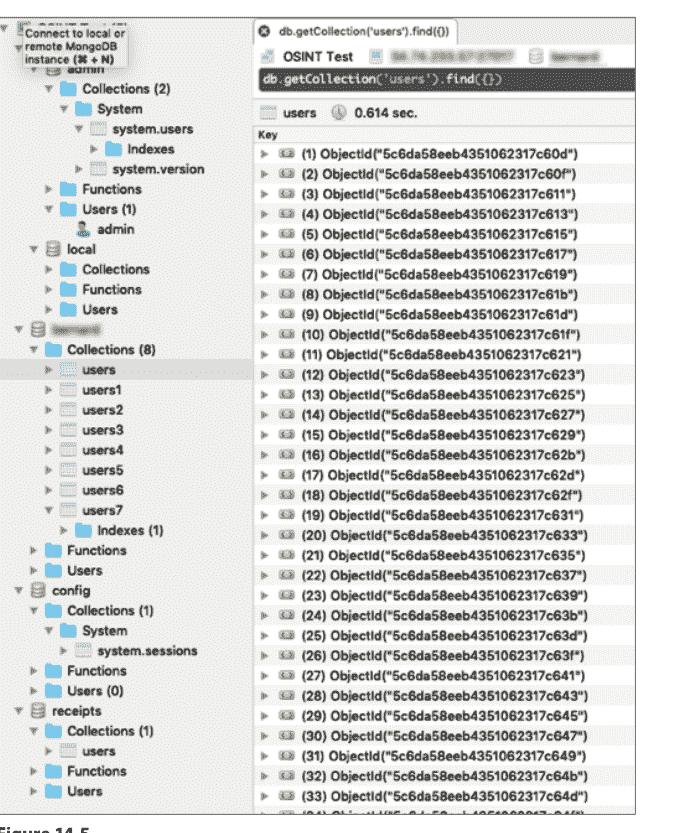 Connect to local or
remote MongoDB
instance (⌘ + N)
admin
Collections (2)
System
system.users
Indexes
system.version
Functions
Users (1)
admin
local
Collections
Functions
Users
Collections (8)
users
users1
users2
users3
users4
users5
users6
users7
Indexes (1)
Functions
Users
config
Collections (1)
System
system.sessions
Functions
Users (0)
receipts
Collections (1)
users
Functions
Users
db.getCollection('users').find({})
OSINT Test
db.getCollection('users').find({})
users 0.614 sec.
Key
(1) ObjectId("5c6da58eeb4351062317c60d")
(2) ObjectId("5c6da58eeb4351062317c60f")
(3) ObjectId("5c6da58eeb4351062317c611")
(4) ObjectId("5c6da58eeb4351062317c613")
(5) ObjectId("5c6da58eeb4351062317c615")
(6) ObjectId("5c6da58eeb4351062317c617")
(7) ObjectId("5c6da58eeb4351062317c619")
(8) ObjectId("5c6da58eeb4351062317c61b")
(9) ObjectId("5c6da58eeb4351062317c61d")
(10) ObjectId("5c6da58eeb4351062317c61f")
(11) ObjectId("5c6da58eeb4351062317c621")
(12) ObjectId("5c6da58eeb4351062317c623")
(13) ObjectId("5c6da58eeb4351062317c625")
(14) ObjectId("5c6da58eeb4351062317c627")
(15) ObjectId("5c6da58eeb4351062317c629")
(16) ObjectId("5c6da58eeb4351062317c62b")
(17) ObjectId("5c6da58eeb4351062317c62d")
(18) ObjectId("5c6da58eeb4351062317c62f")
(19) ObjectId("5c6da58eeb4351062317c631")
(20) ObjectId("5c6da58eeb4351062317c633")
(21) ObjectId("5c6da58eeb4351062317c635")
(22) ObjectId("5c6da58eeb4351062317c637")
(23) ObjectId("5c6da58eeb4351062317c639")
(24) ObjectId("5c6da58eeb4351062317c63b")
(25) ObjectId("5c6da58eeb4351062317c63d")
(26) ObjectId("5c6da58eeb4351062317c63f")
(27) ObjectId("5c6da58eeb4351062317c641")
(28) ObjectId("5c6da58eeb4351062317c643")
(29) ObjectId("5c6da58eeb4351062317c645")
(30) ObjectId("5c6da58eeb4351062317c647")
(31) ObjectId("5c6da58eeb4351062317c649")
(32) ObjectId("5c6da58eeb4351062317c64b")
(33) ObjectId("5c6da58eeb4351062317c64d")
Figure 14.5